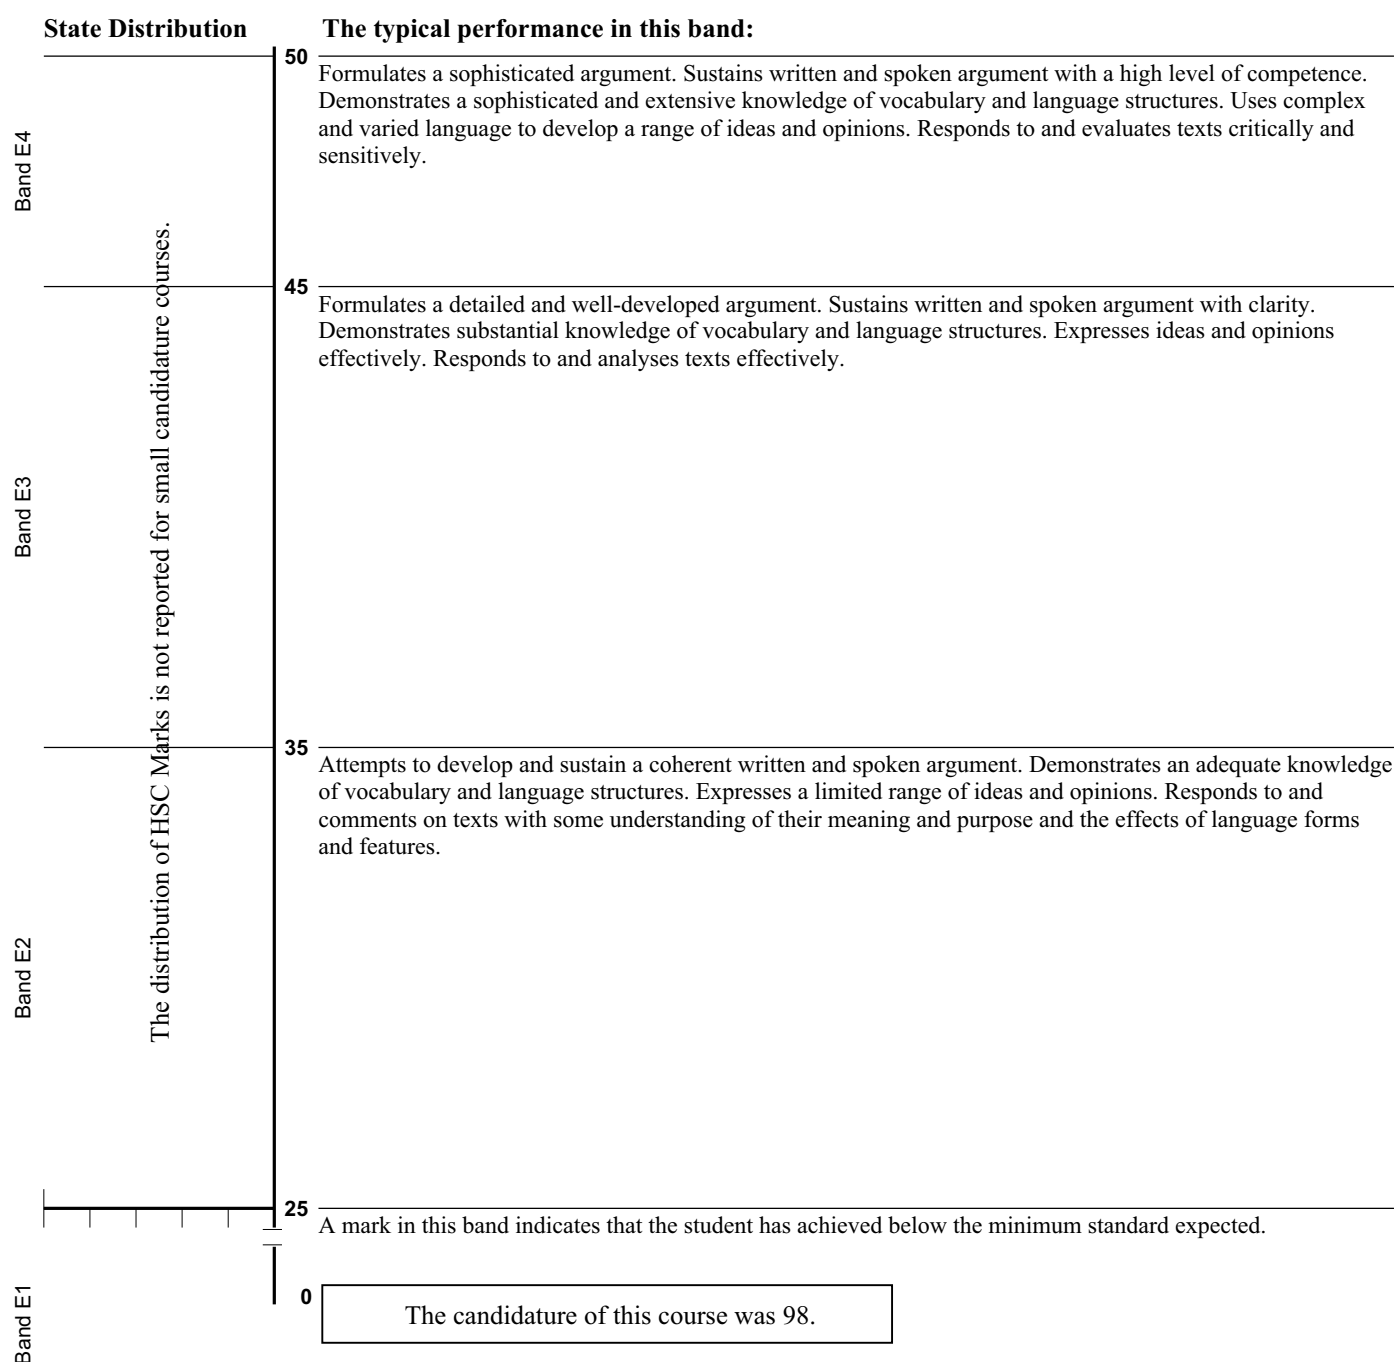 State Distribution
The typical performance in this band:
50
Formulates a sophisticated argument. Sustains written and spoken argument with a high level of competence.
Demonstrates a sophisticated and extensive knowledge of vocabulary and language structures. Uses complex
and varied language to develop a range of ideas and opinions. Responds to and evaluates texts critically and
sensitively.
Band E4
The distribution of HSC Marks is not reported for small candidature courses.
45
Formulates a detailed and well-developed argument. Sustains written and spoken argument with clarity.
Demonstrates substantial knowledge of vocabulary and language structures. Expresses ideas and opinions
effectively. Responds to and analyses texts effectively.
Band E3
35
Attempts to develop and sustain a coherent written and spoken argument. Demonstrates an adequate knowledge
of vocabulary and language structures. Expresses a limited range of ideas and opinions. Responds to and
comments on texts with some understanding of their meaning and purpose and the effects of language forms
and features.
Band E2
25
A mark in this band indicates that the student has achieved below the minimum standard expected.
0
Band E1
The candidature of this course was 98.